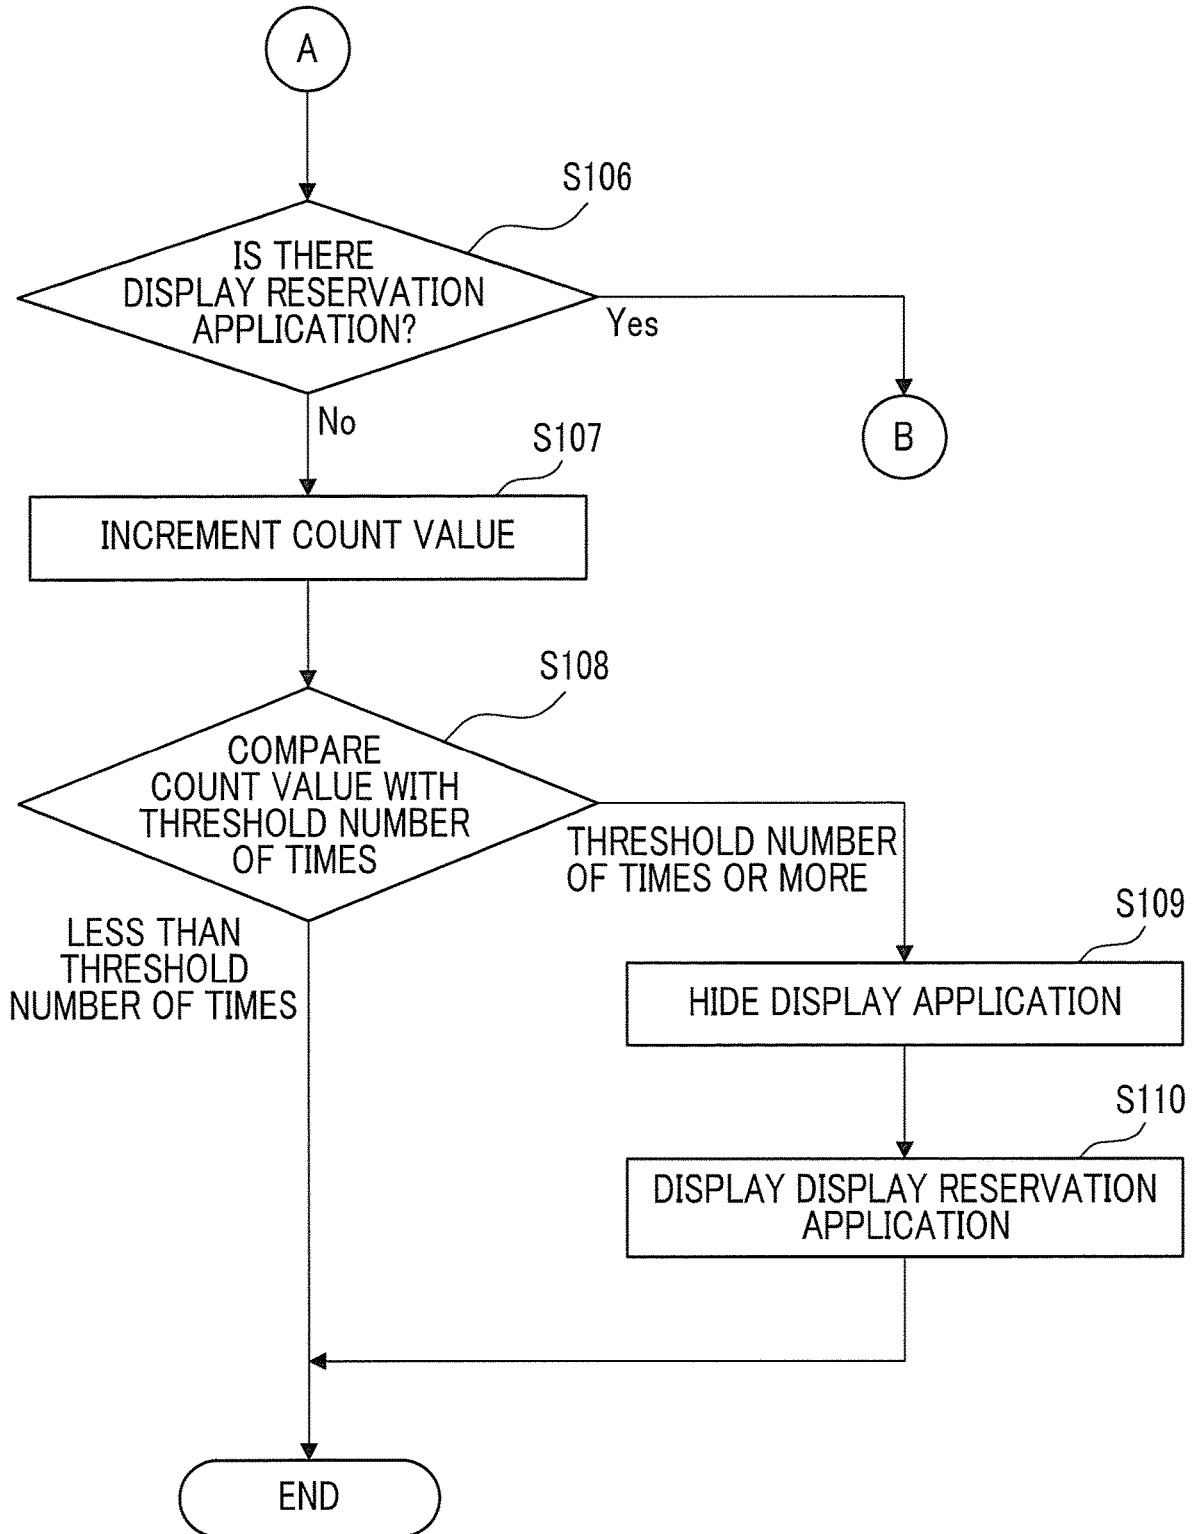 A
S106
IS THERE
DISPLAY RESERVATION
APPLICATION?
Yes
B
No
S107
INCREMENT COUNT VALUE
S108
COMPARE
COUNT VALUE WITH
THRESHOLD NUMBER
OF TIMES
THRESHOLD NUMBER
OF TIMES OR MORE
LESS THAN
THRESHOLD
NUMBER OF TIMES
S109
HIDE DISPLAY APPLICATION
S110
DISPLAY DISPLAY RESERVATION
APPLICATION
END